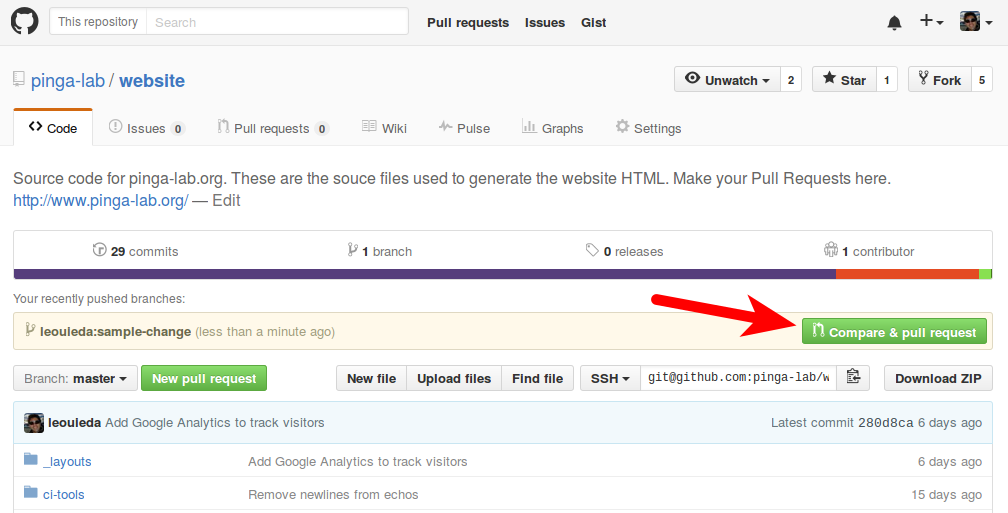 This repository Search Pull requests Issues Gist
pinga-lab / website Unwatch 2 Star 1 Fork 5
Code Issues 0 Pull requests 0 Wiki Pulse Graphs Settings
Source code for pinga-lab.org. These are the souce files used to generate the website HTML. Make your Pull Requests here.
http://www.pinga-lab.org/ — Edit
29 commits 1 branch 0 releases 1 contributor
Your recently pushed branches:
leouleda:sample-change (less than a minute ago) Compare & pull request
Branch: master New pull request New file Upload files Find file SSH git@github.com:pinga-lab/w Download ZIP
leouleda Add Google Analytics to track visitors Latest commit 280d8ca 6 days ago
_layouts Add Google Analytics to track visitors 6 days ago
ci-tools Remove newlines from echos 15 days ago